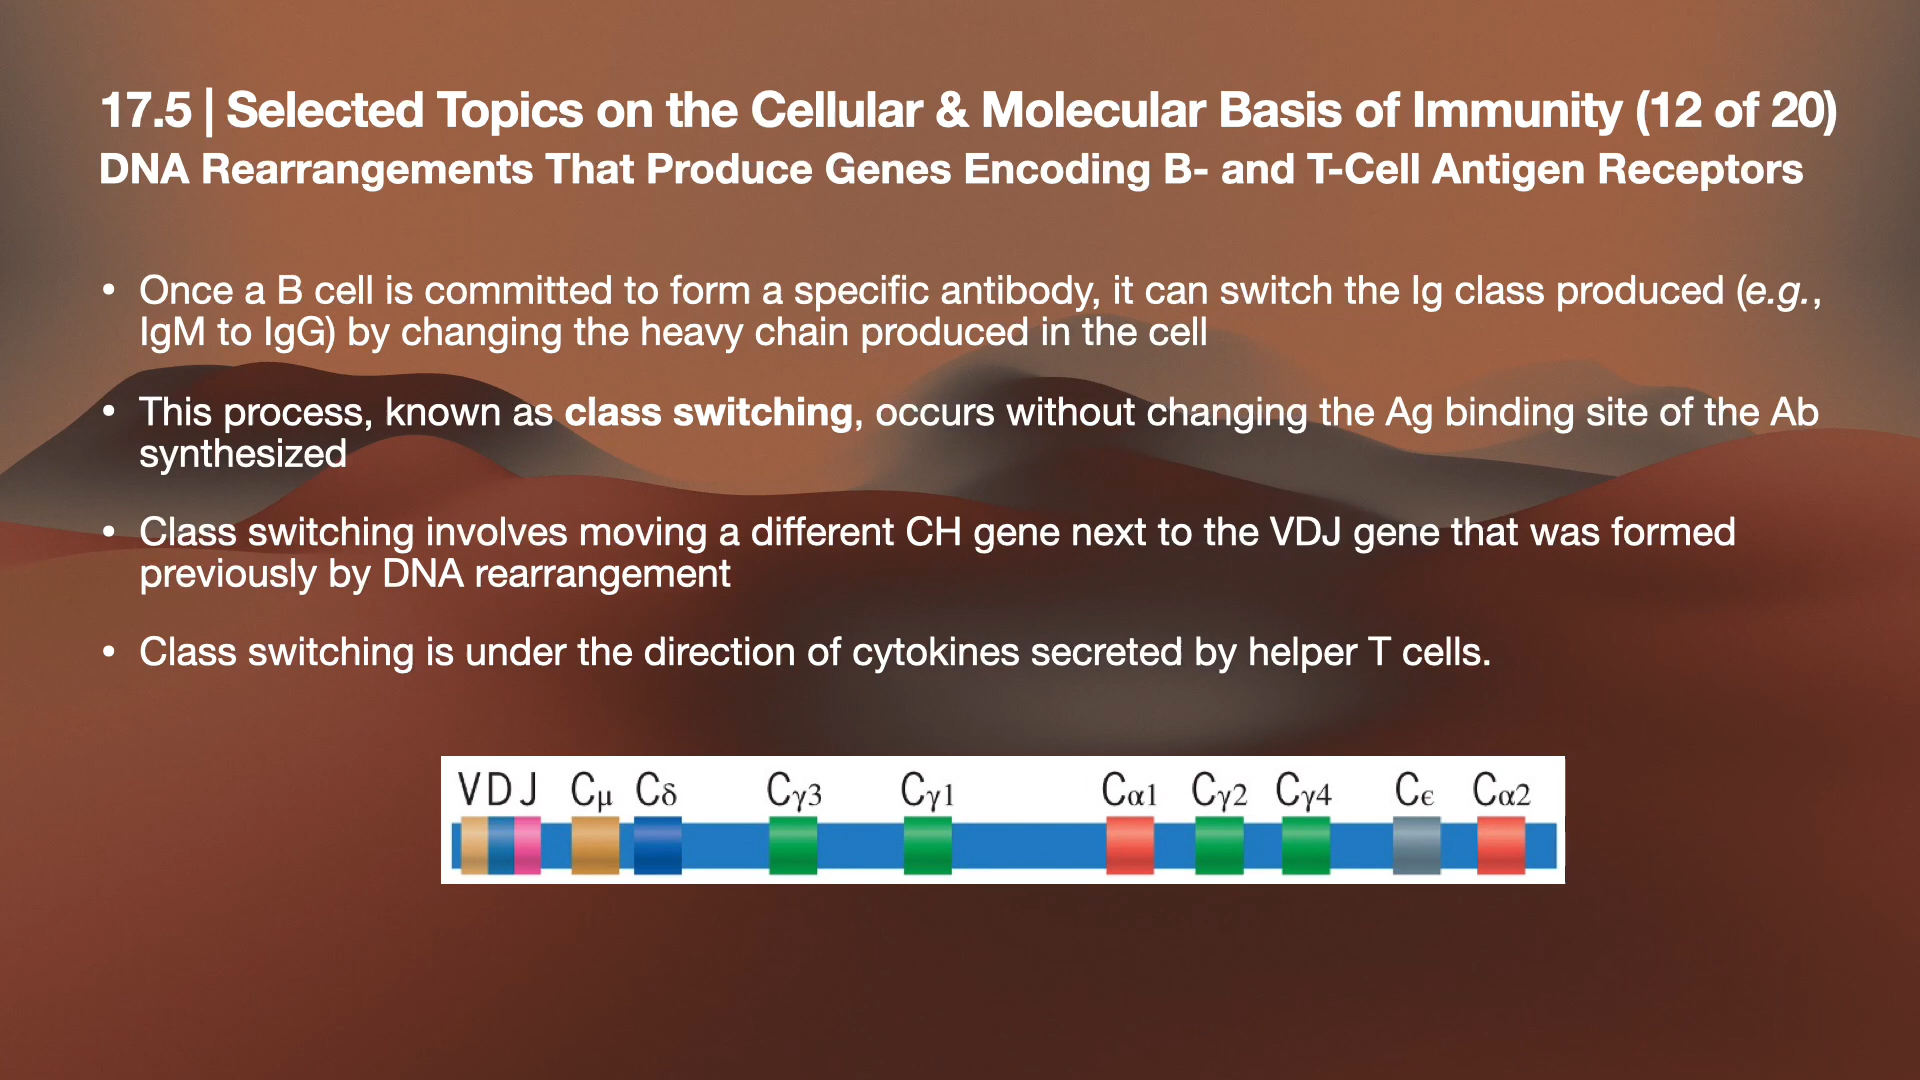 17.5 | Selected Topics on the Cellular & Molecular Basis of Immunity (12 of 20)
DNA Rearrangements That Produce Genes Encoding B- and T-Cell Antigen Receptors
• Once a B cell is committed to form a specific antibody, it can switch the Ig class produced (e.g.,
IgM to IgG) by changing the heavy chain produced in the cell
• This process, known as class switching, occurs without changing the Ag binding site of the Ab
synthesized
• Class switching involves moving a different CH gene next to the VDJ gene that was formed
previously by DNA rearrangement
• Class switching is under the direction of cytokines secreted by helper T cells.
V D J Cμ Cδ Cγ3 Cγ1 Cα1 Cγ2 Cγ4 Cϵ Cα2